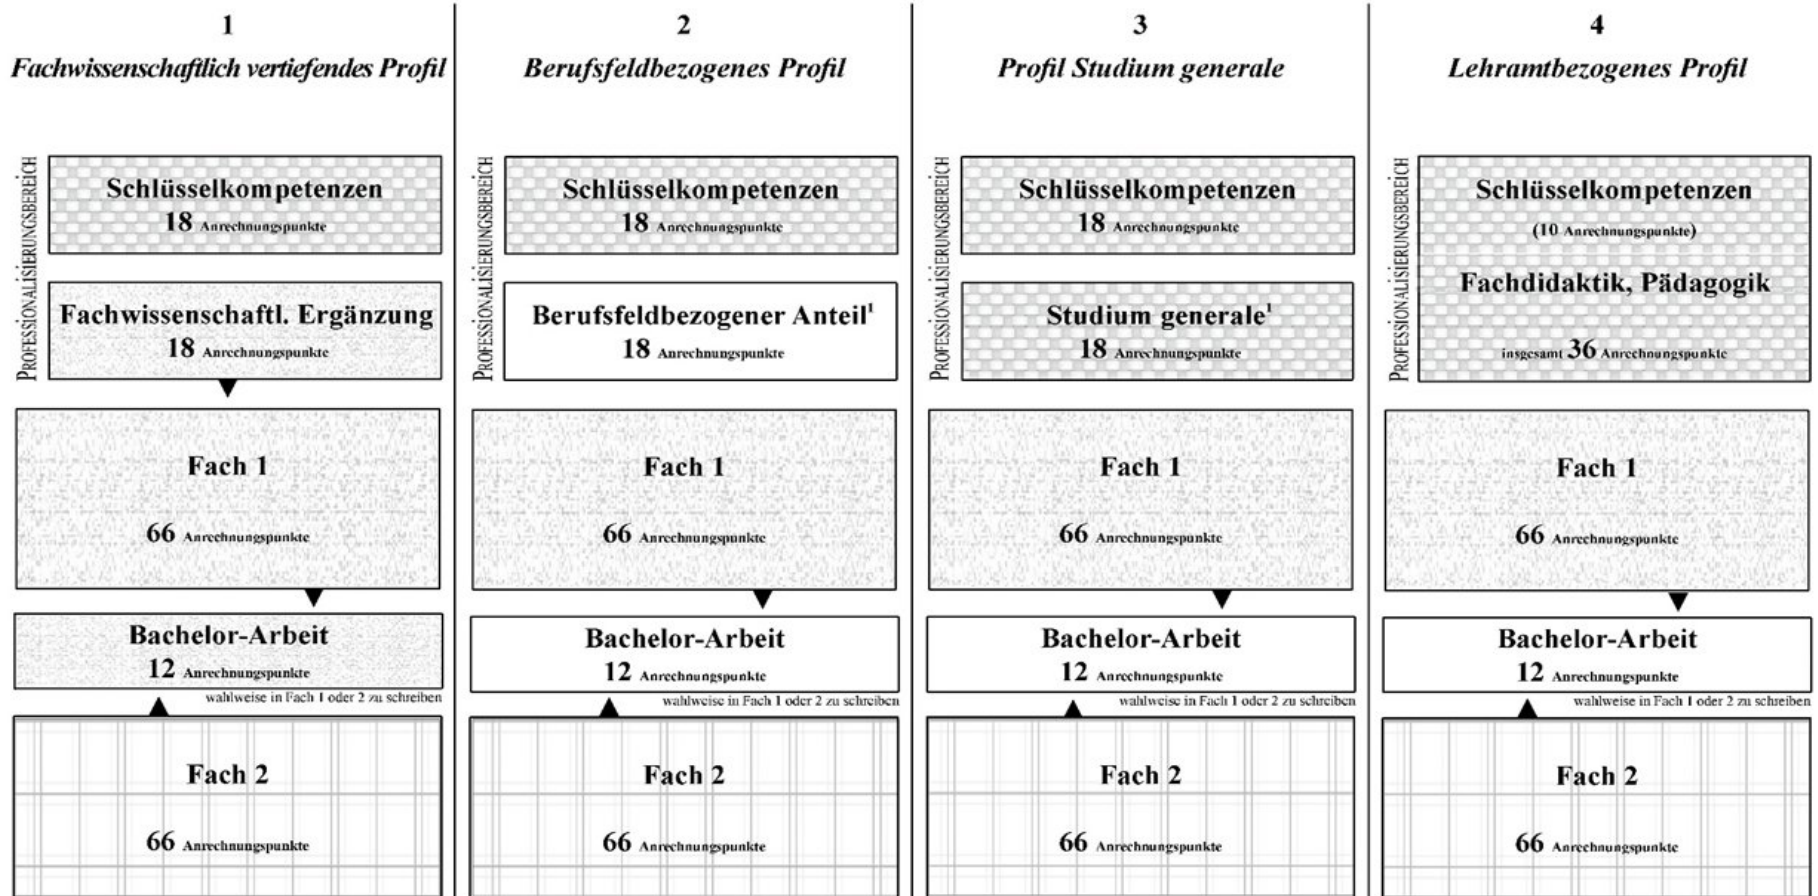 1
Fachwissenschaftlich vertiefendes Profil
PROFESSIONALISIERUNGSBEREICH
Schlüsselkompetenzen
18 Anrechnungspunkte
Fachwissenschaftl. Ergänzung
18 Anrechnungspunkte
Fach 1
66 Anrechnungspunkte
Bachelor-Arbeit
12 Anrechnungspunkte
wahlweise in Fach 1 oder 2 zu schreiben
Fach 2
66 Anrechnungspunkte
2
Berufsfeldbezogenes Profil
PROFESSIONALISIERUNGSBEREICH
Schlüsselkompetenzen
18 Anrechnungspunkte
Berufsfeldbezogener Anteil¹
18 Anrechnungspunkte
Fach 1
66 Anrechnungspunkte
Bachelor-Arbeit
12 Anrechnungspunkte
wahlweise in Fach 1 oder 2 zu schreiben
Fach 2
66 Anrechnungspunkte
3
Profil Studium generale
PROFESSIONALISIERUNGSBEREICH
Schlüsselkompetenzen
18 Anrechnungspunkte
Studium generale¹
18 Anrechnungspunkte
Fach 1
66 Anrechnungspunkte
Bachelor-Arbeit
12 Anrechnungspunkte
wahlweise in Fach 1 oder 2 zu schreiben
Fach 2
66 Anrechnungspunkte
4
Lehramtbezogenes Profil
PROFESSIONALISIERUNGSBEREICH
Schlüsselkompetenzen
(10 Anrechnungspunkte)
Fachdidaktik, Pädagogik
insgesamt 36 Anrechnungspunkte
Fach 1
66 Anrechnungspunkte
Bachelor-Arbeit
12 Anrechnungspunkte
wahlweise in Fach 1 oder 2 zu schreiben
Fach 2
66 Anrechnungspunkte